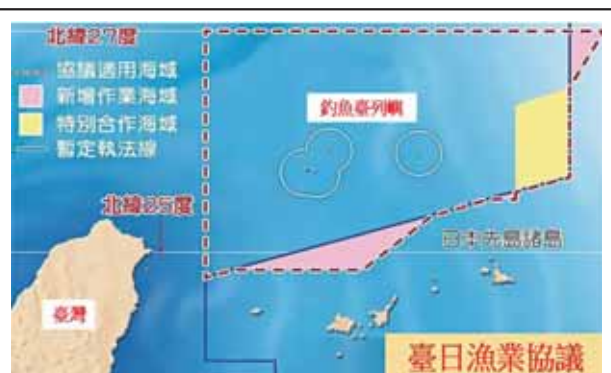 北緯27度
協議適用海域
新增作業海域
特別合作海域
暫定執法線
釣魚臺列嶼
北緯25度
日本先島諸島
臺灣
臺日漁業協議